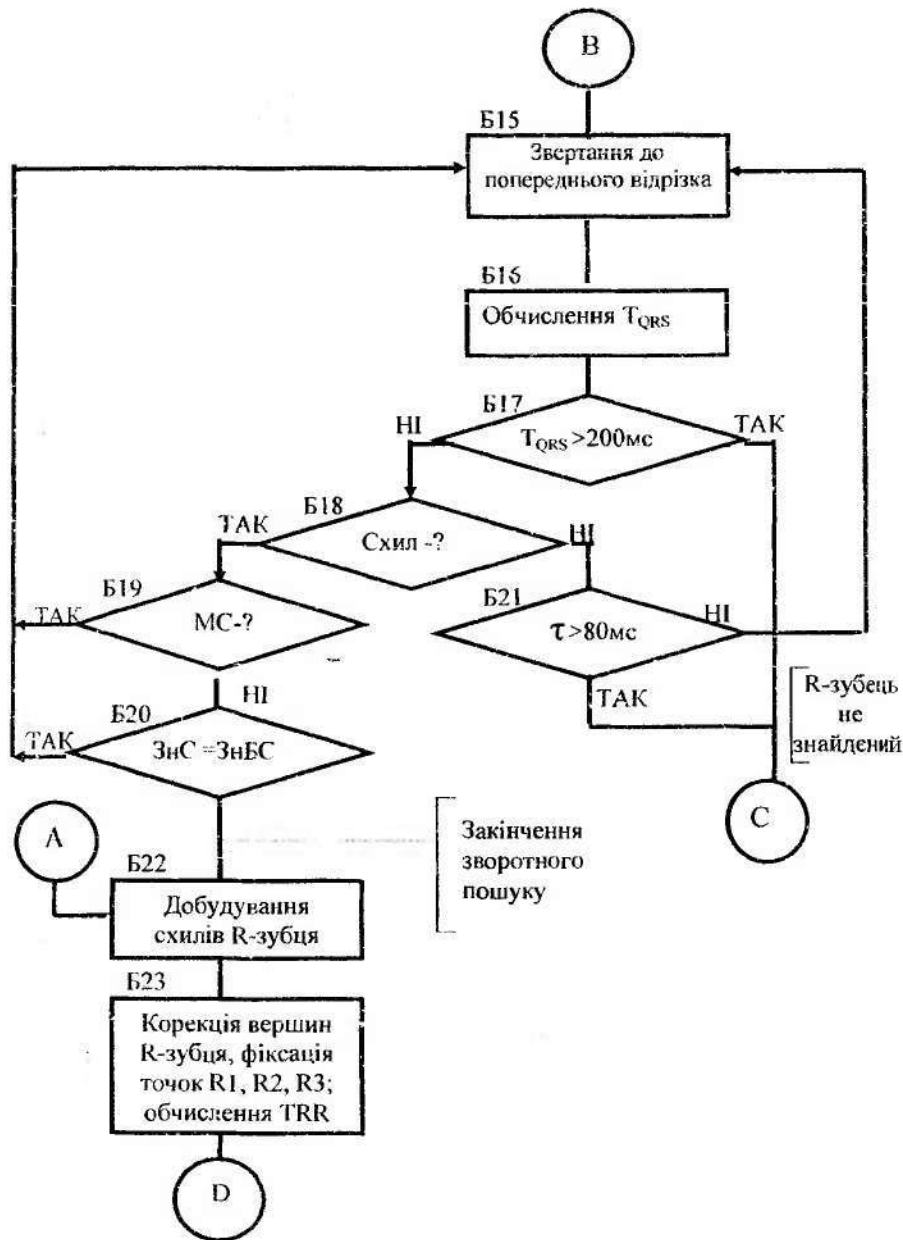 B
Б15
Звертання до
попереднього відрізка
Б16
Обчислення TQRS
Б17
НІ
ТАК
TQRS >200мс
Б18
ТАК
НІ
Схил -?
Б19
Б21
ТАК
МС-?
τ >80мс
НІ
НІ
ТАК
R-зубець
не
знайдений
Б20
ТАК
ЗнС =ЗнБС
A
C
Закінчення
зворотного
пошуку
Б22
Добудування
схилів R-зубця
Б23
Корекція вершин
R-зубця, фіксація
точок R1, R2, R3;
обчислення TRR
D